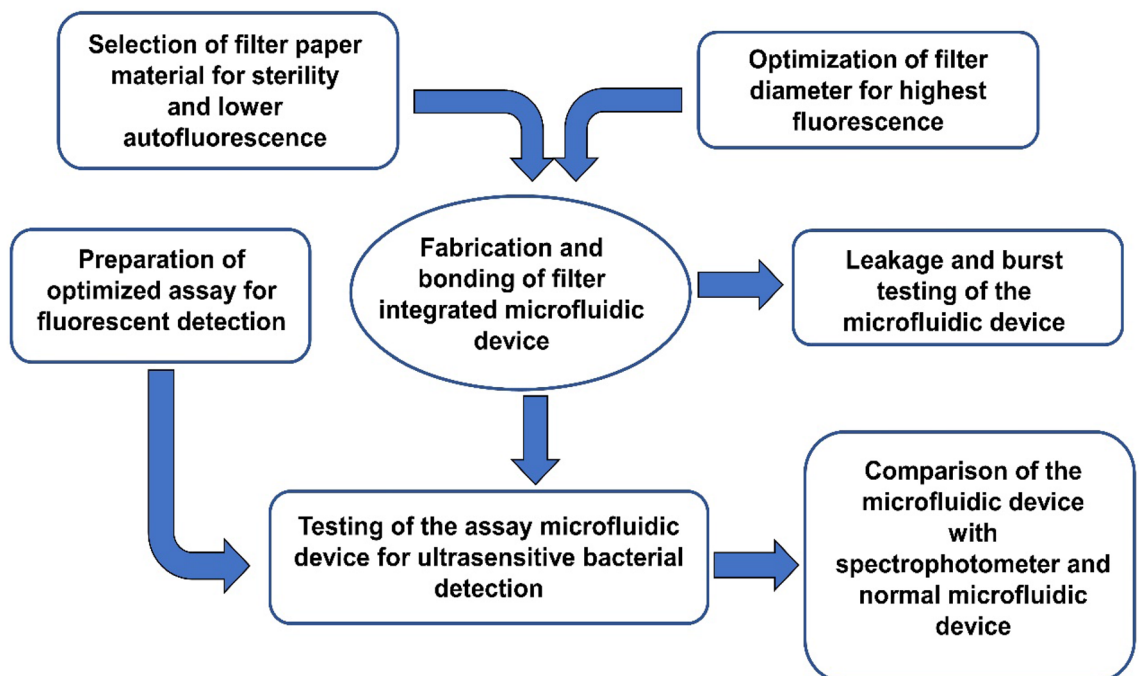 Selection of filter paper
material for sterility
and lower
autofluorescence
Optimization of filter
diameter for highest
fluorescence
Preparation of
optimized assay for
fluorescent detection
Fabrication and
bonding of filter
integrated microfluidic
device
Leakage and burst
testing of the
microfluidic device
Testing of the assay microfluidic
device for ultrasensitive bacterial
detection
Comparison of the
microfluidic device
with
spectrophotometer and
normal microfluidic
device